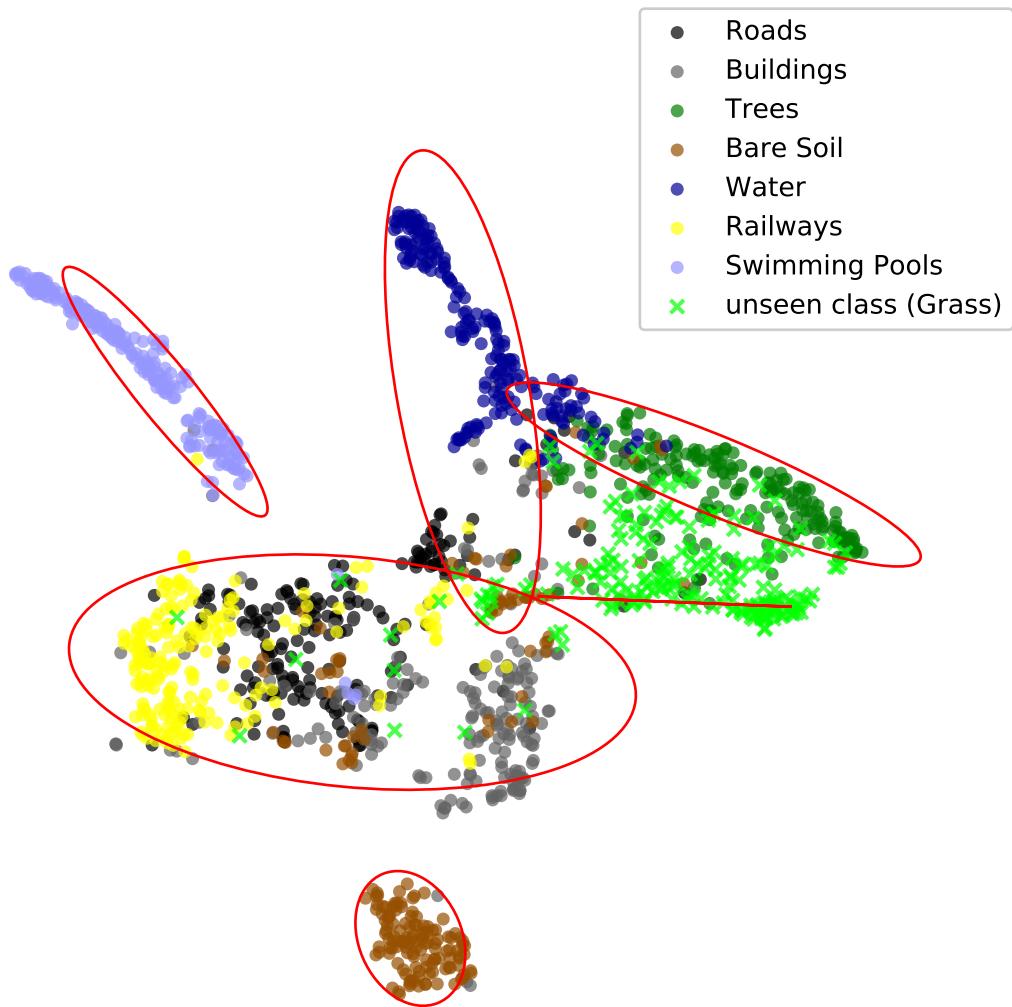 Roads
Buildings
Trees
Bare Soil
Water
Railways
Swimming Pools
unseen class (Grass)